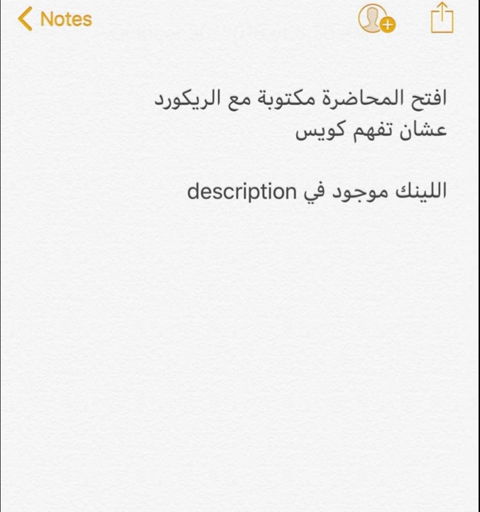 Notes
افتح المحاضرة مكتوبة مع الريكورد
عشان تفهم كويس
اللينك موجود في description